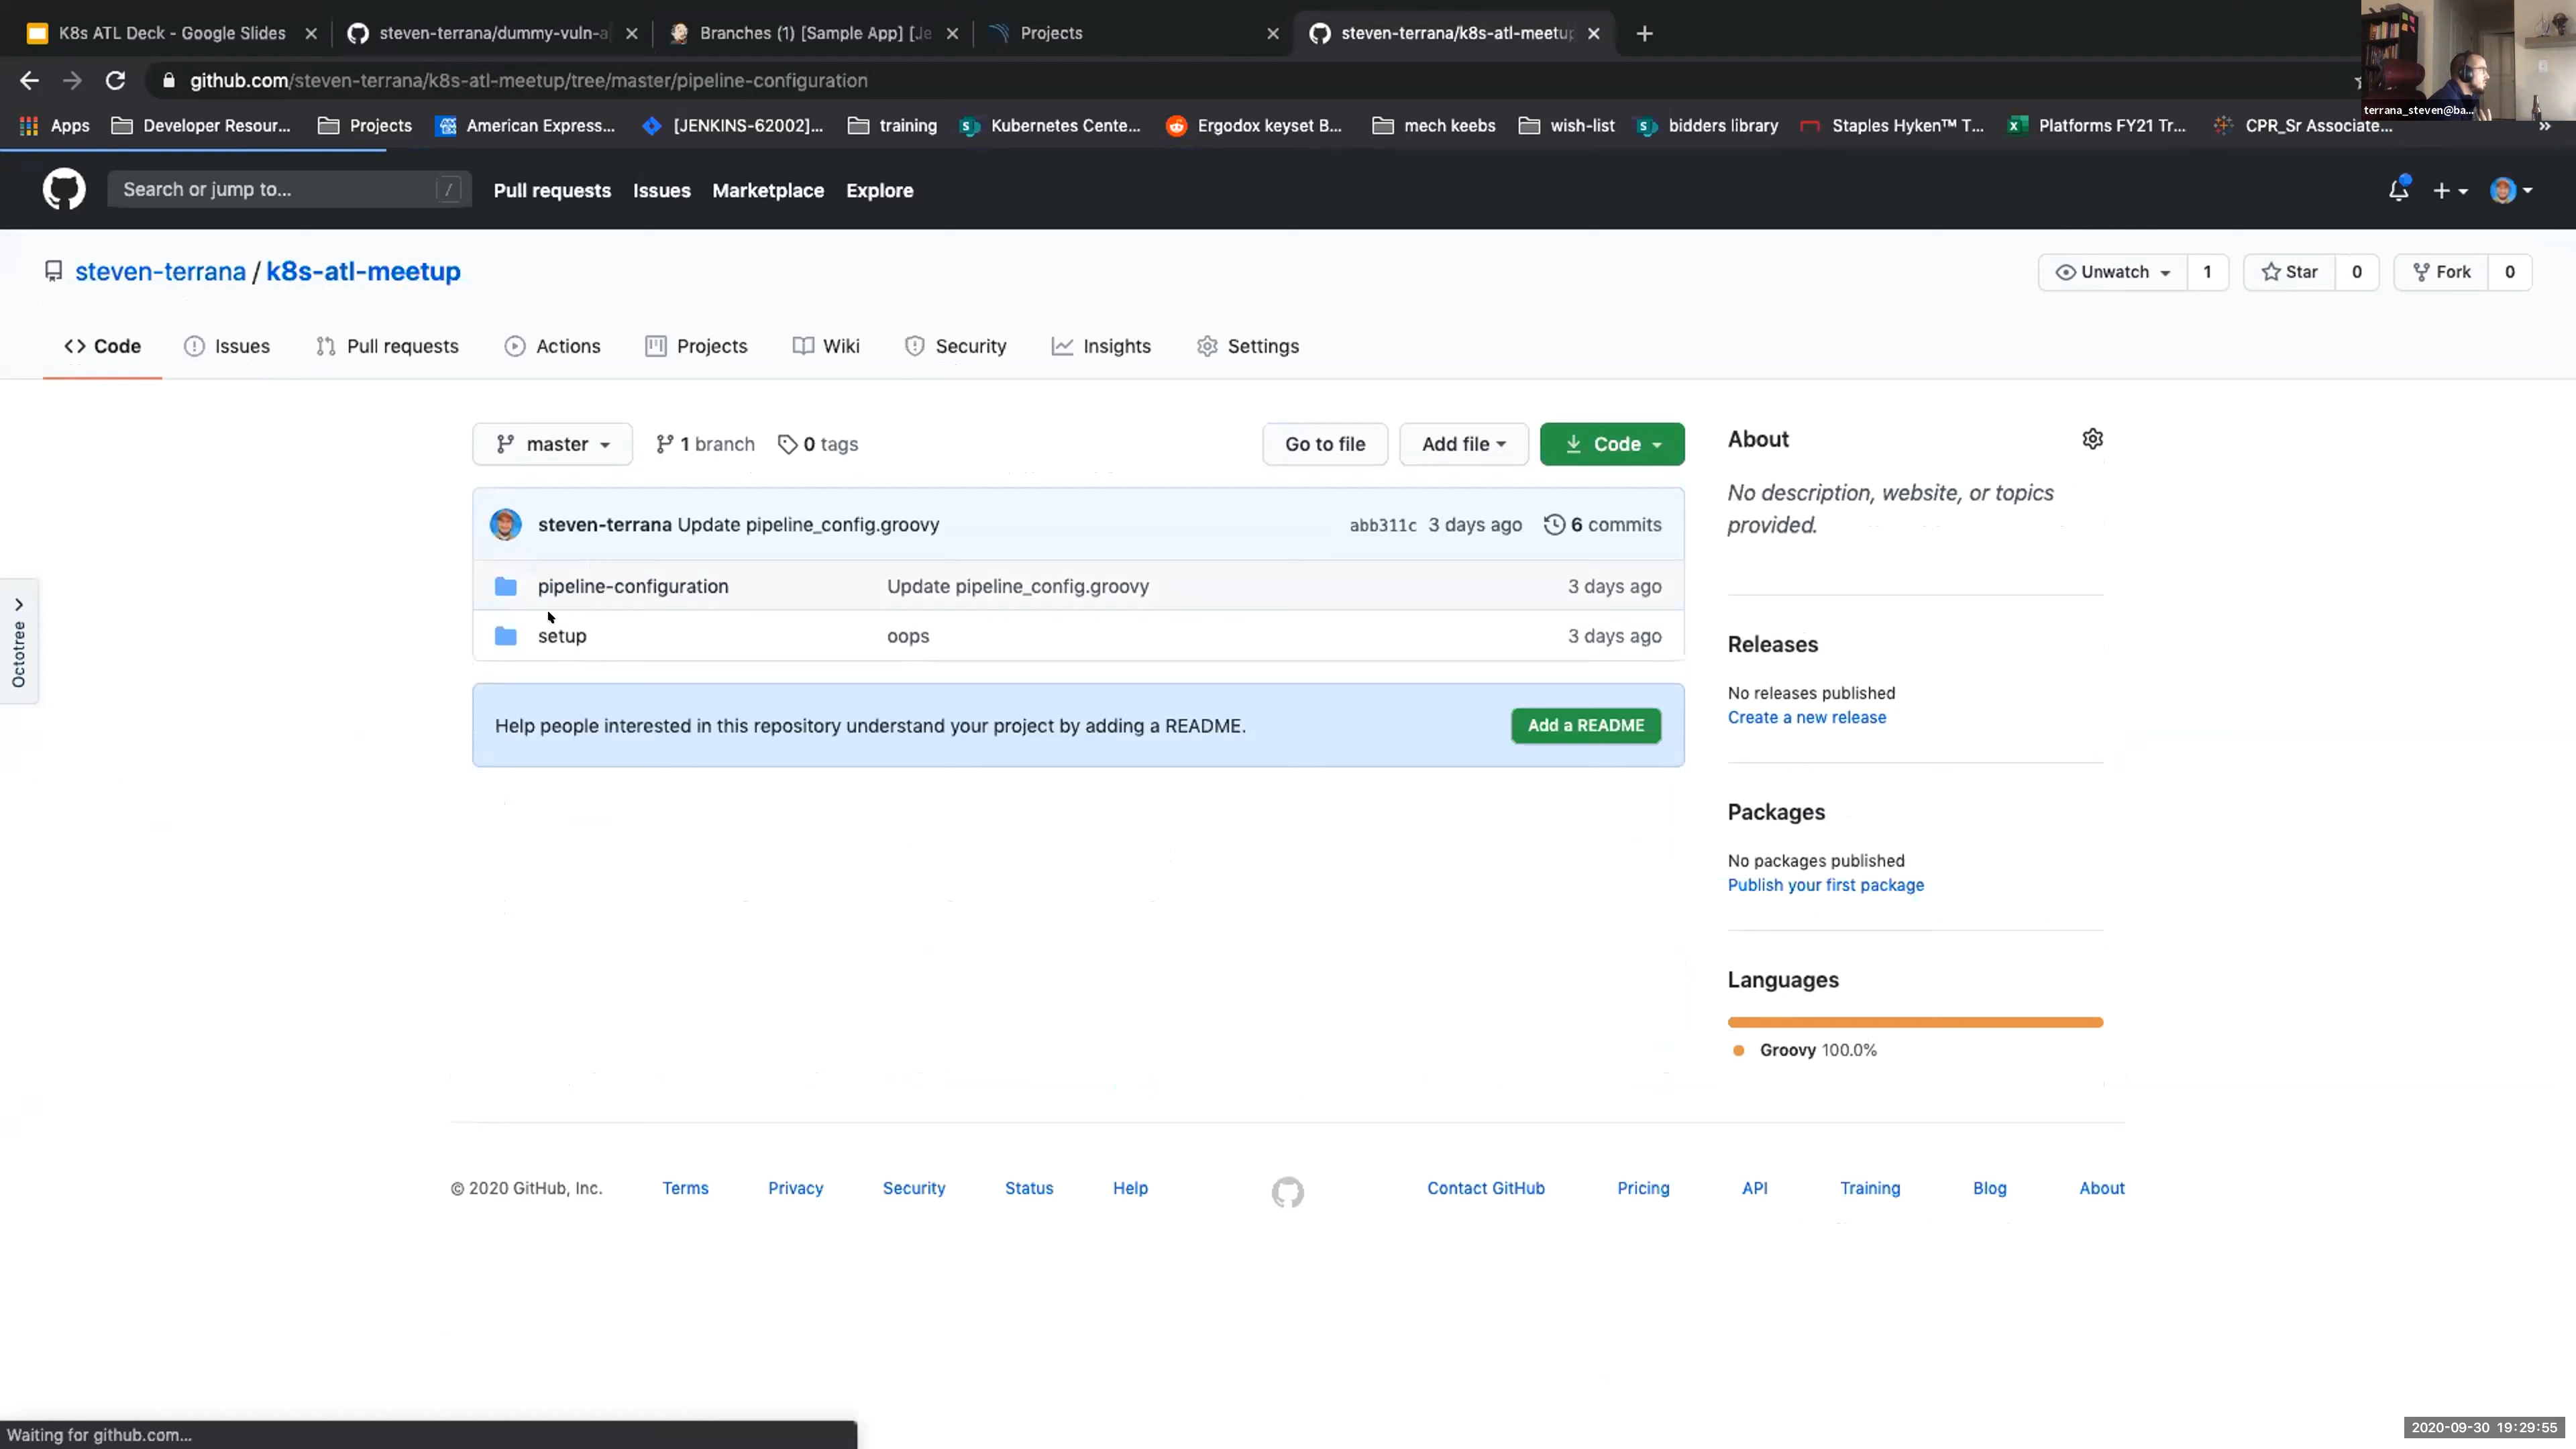 K8s ATL Deck - Google Slides
steven-terrana/dummy-vuln-a
Branches (1) [Sample App] [Je
Projects
steven-terrana/k8s-atl-meetup
github.com/steven-terrana/k8s-atl-meetup/tree/master/pipeline-configuration
terrana_steven@ba...
Apps
Developer Resour...
Projects
American Express...
[JENKINS-62002]...
training
Kubernetes Cente...
Ergodox keyset B...
mech keebs
wish-list
bidders library
Staples Hyken™ T...
Platforms FY21 Tr...
CPR_Sr Associate...
»
Search or jump to...
/
Pull requests
Issues
Marketplace
Explore
steven-terrana / k8s-atl-meetup
Unwatch 1
Star 0
Fork 0
Code
Issues
Pull requests
Actions
Projects
Wiki
Security
Insights
Settings
master
1 branch
0 tags
Go to file
Add file
Code
steven-terrana Update pipeline_config.groovy abb311c 3 days ago 6 commits
pipeline-configuration Update pipeline_config.groovy 3 days ago
setup oops 3 days ago
Help people interested in this repository understand your project by adding a README.
Add a README
About
No description, website, or topics
provided.
Releases
No releases published
Create a new release
Packages
No packages published
Publish your first package
Languages
Groovy 100.0%
Octotree
© 2020 GitHub, Inc.
Terms
Privacy
Security
Status
Help
Contact GitHub
Pricing
API
Training
Blog
About
Waiting for github.com...
2020-09-30 19:29:55